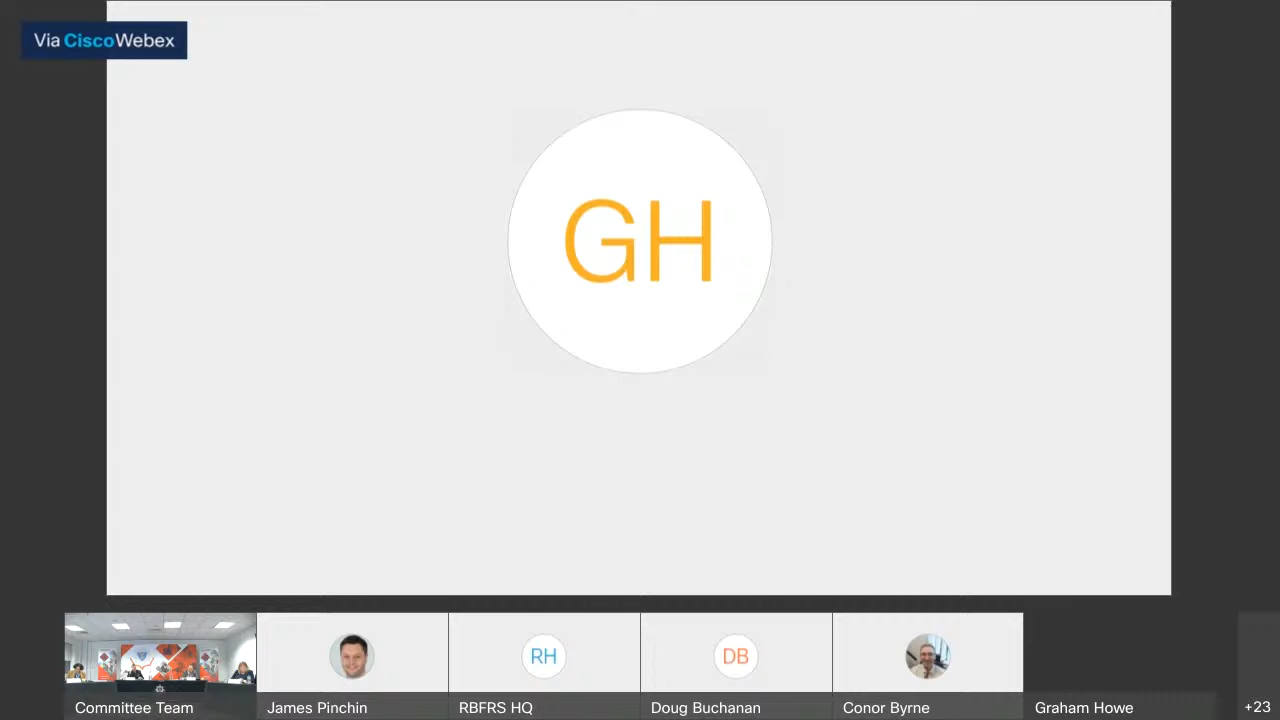 Via CiscoWebex
GH
RH
DB
Committee Team
James Pinchin
RBFRS HQ
Doug Buchanan
Conor Byrne
Graham Howe
+23